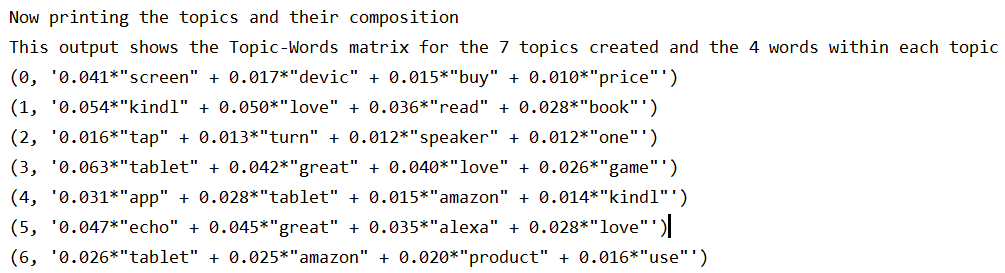 Now printing the topics and their composition
This output shows the Topic-Words matrix for the 7 topics created and the 4 words within each topic
(0, '0.041*"screen" + 0.017*"devic" + 0.015*"buy" + 0.010*"price"')
(1, '0.054*"kindl" + 0.050*"love" + 0.036*"read" + 0.028*"book"')
(2, '0.016*"tap" + 0.013*"turn" + 0.012*"speaker" + 0.012*"one"')
(3, '0.063*"tablet" + 0.042*"great" + 0.040*"love" + 0.026*"game"')
(4, '0.031*"app" + 0.028*"tablet" + 0.015*"amazon" + 0.014*"kindl"')
(5, '0.047*"echo" + 0.045*"great" + 0.035*"alexa" + 0.028*"love"')
(6, '0.026*"tablet" + 0.025*"amazon" + 0.020*"product" + 0.016*"use"')